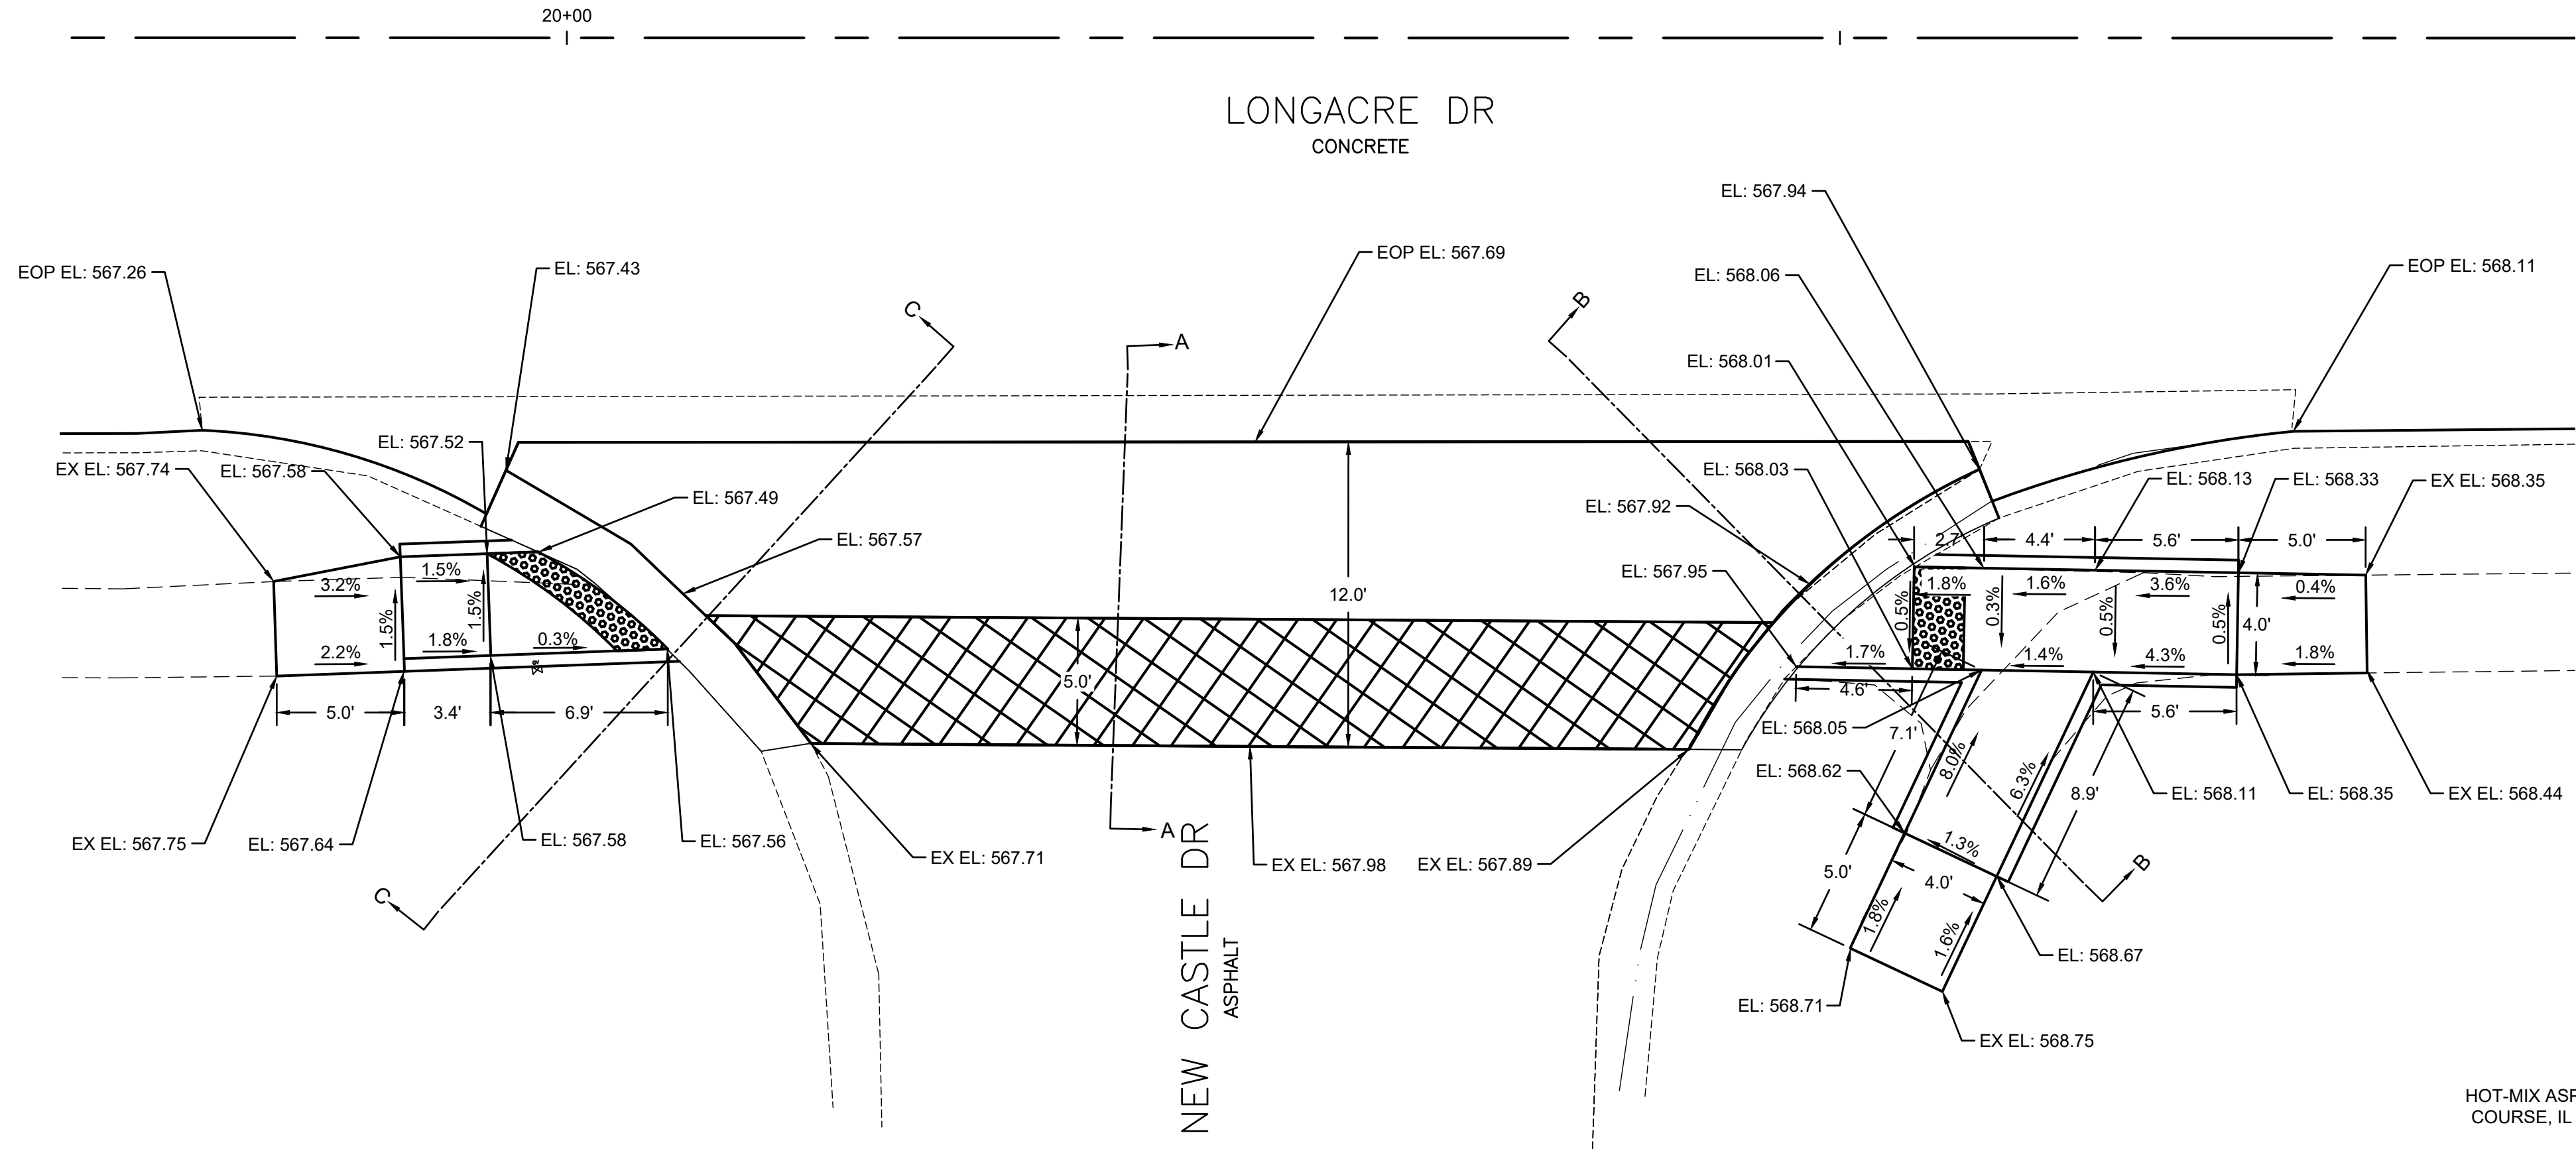 20+00
LONGACRE DR
CONCRETE
EL: 567.94
EOP EL: 567.69
EOP EL: 567.26
EL: 567.43
C
B
EL: 568.06
EOP EL: 568.11
A
EL: 568.01
EL: 567.52
EX EL: 567.74
EL: 567.58
EL: 567.49
EL: 568.03
EL: 567.92
EL: 568.13
EL: 568.33
EX EL: 568.35
EL: 567.57
2.7'
4.4'
5.6'
5.0'
EL: 567.95
3.2%
1.5%
1.5%
1.5%
12.0'
1.8%
0.5%
0.3%
1.6%
3.6%
0.5%
0.5%
0.4%
4.0'
2.2%
1.8%
0.3%
5.0'
1.7%
1.4%
4.3%
1.8%
4.6'
5.0'
3.4'
6.9'
5.6'
EL: 568.05
7.1'
8.0%
6.3%
8.9'
EL: 568.62
EL: 568.11
EL: 568.35
EX EL: 568.44
EX EL: 567.75
EL: 567.64
EL: 567.58
EL: 567.56
A
EX EL: 567.71
EX EL: 567.98
EX EL: 567.89
1.3%
B
C
5.0'
4.0'
1.8%
1.6%
NEW CASTLE DR
ASPHALT
EL: 568.67
EL: 568.71
EX EL: 568.75
HOT-MIX ASP
COURSE, IL